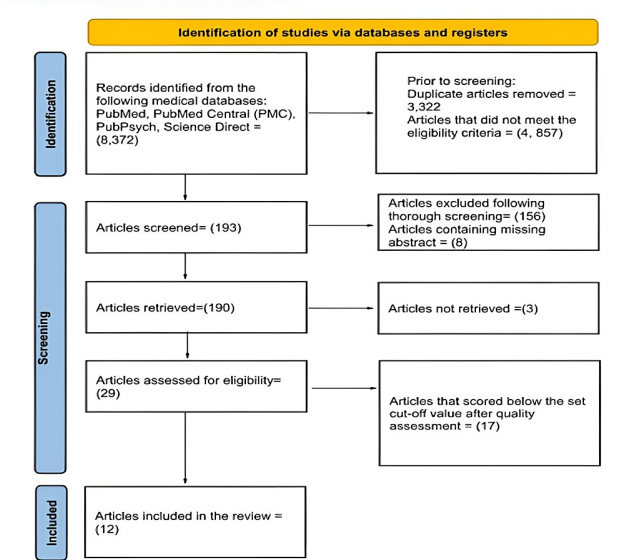 Identification of studies via databases and registers
Identification
Records identified from the
following medical databases:
PubMed, PubMed Central (PMC),
PubPsych, Science Direct =
(8,372)
Prior to screening:
Duplicate articles removed =
3,322
Articles that did not meet the
eligibility criteria = (4, 857)
Screening
Articles screened= (193)
Articles excluded following
thorough screening= (156)
Articles containing missing
abstract = (8)
Articles retrieved=(190)
Articles not retrieved =(3)
Articles assessed for eligibility=
(29)
Articles that scored below the set
cut-off value after quality
assessment = (17)
Included
Articles included in the review =
(12)